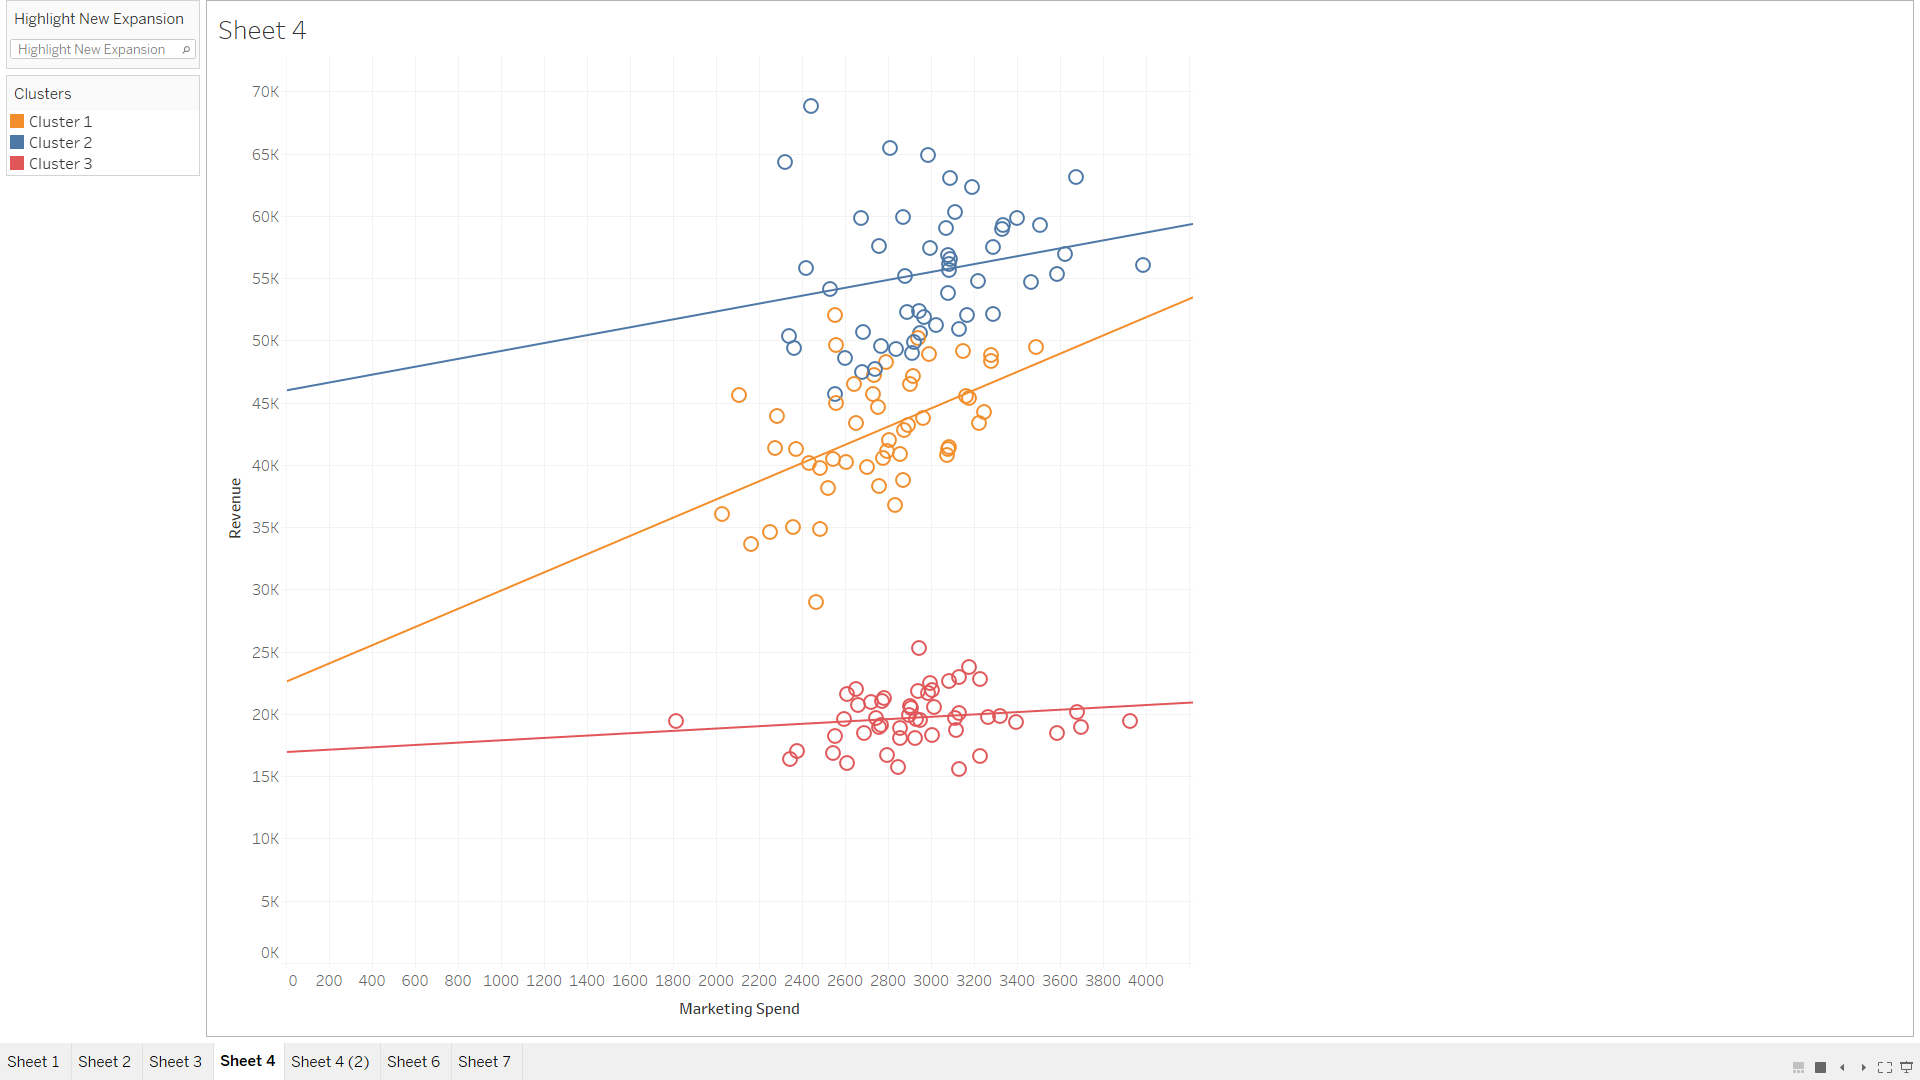 Highlight New Expansion
Highlight New Expansion
Clusters
Cluster 1
Cluster 2
Cluster 3
Sheet 4
70K
65K
60K
55K
50K
45K
40K
35K
30K
25K
20K
15K
10K
5K
0K
Revenue
0 200 400 600 800 1000 1200 1400 1600 1800 2000 2200 2400 2600 2800 3000 3200 3400 3600 3800 4000
Marketing Spend
Sheet 1 Sheet 2 Sheet 3 Sheet 4 Sheet 4 (2) Sheet 6 Sheet 7